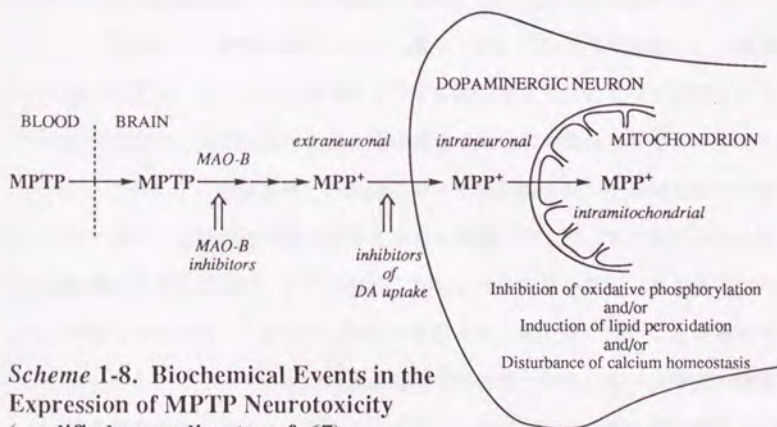 DOPAMINERGIC NEURON
BLOOD BRAIN
MAO-B
extraneuronal
intraneuronal
MITOCHONDRION
MPTP MPTP MPP⁺ MPP⁺ MPP⁺
intramitochondrial
MAO-B
inhibitors
inhibitors
of
DA uptake
Inhibition of oxidative phosphorylation
and/or
Induction of lipid peroxidation
and/or
Disturbance of calcium homeostasis
Scheme 1-8. Biochemical Events in the
Expression of MPTP Neurotoxicity